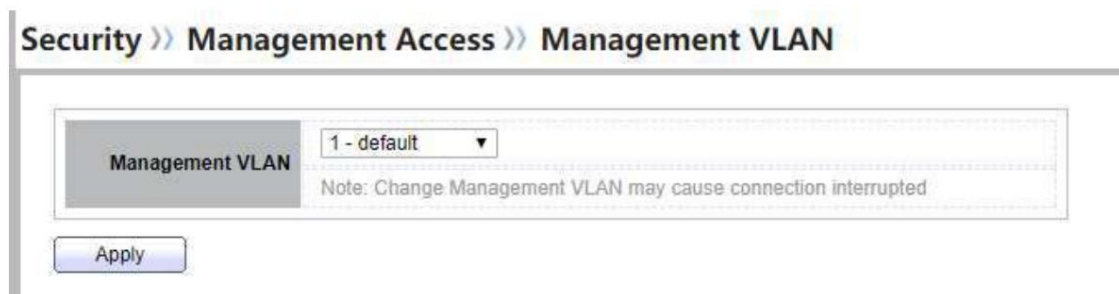 Security 》 Management Access 》 Management VLAN
Management VLAN
1 - default ▼
Note: Change Management VLAN may cause connection interrupted
Apply